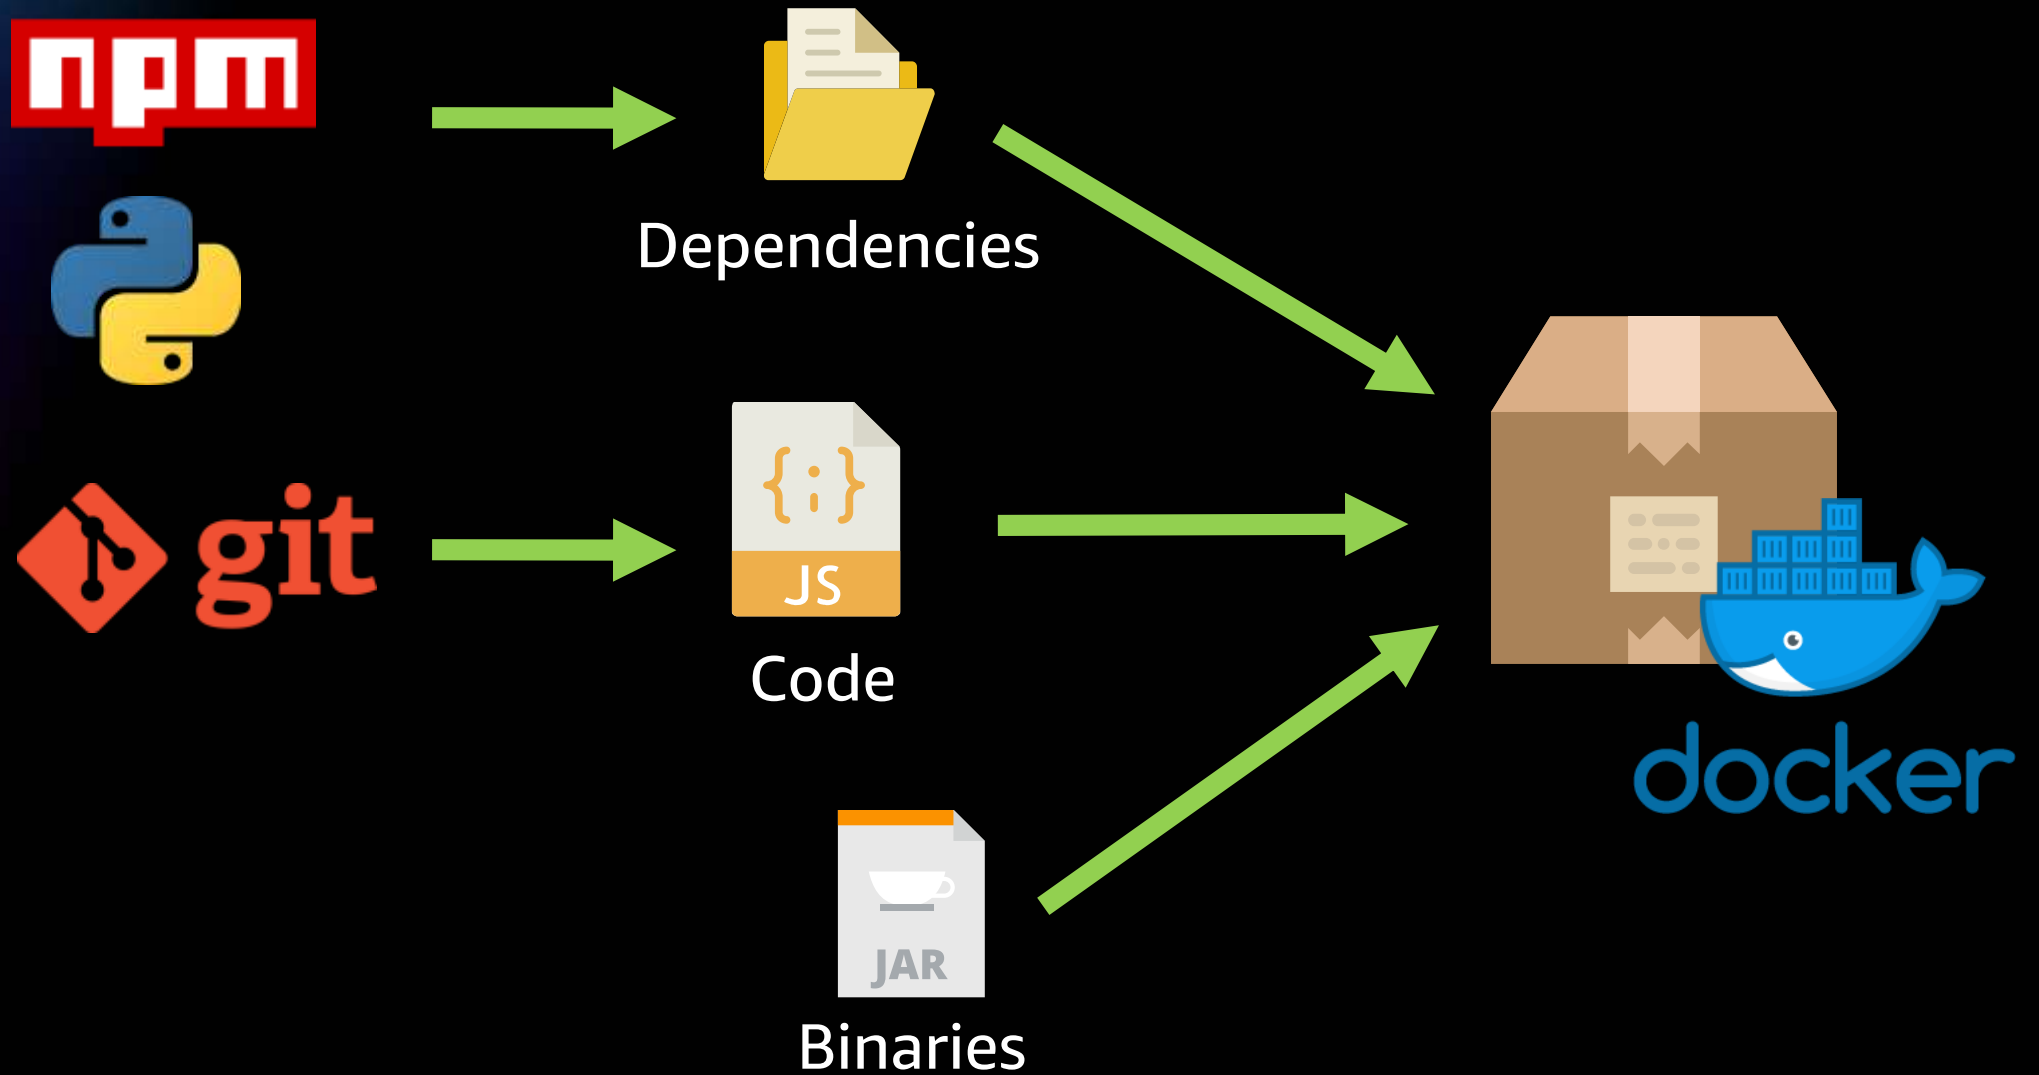 npm
Dependencies
git
{;}
JS
Code
docker
JAR
Binaries